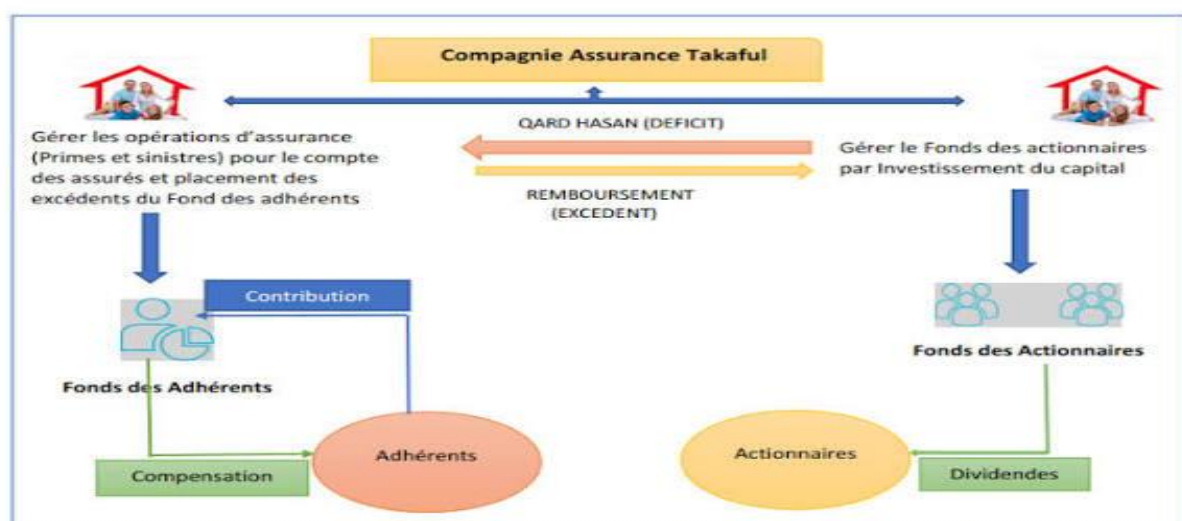 Compagnie Assurance Takaful
Gérer les opérations d'assurance
(Primes et sinistres) pour le compte
des assurés et placement des
excédents du Fond des adhérents
QARD HASAN (DEFICIT)
REMBOURSEMENT
(EXCEDENT)
Gérer le Fonds des actionnaires
par Investissement du capital
Contribution
Fonds des Adhérents
Fonds des Actionnaires
Adhérents
Actionnaires
Compensation
Dividendes